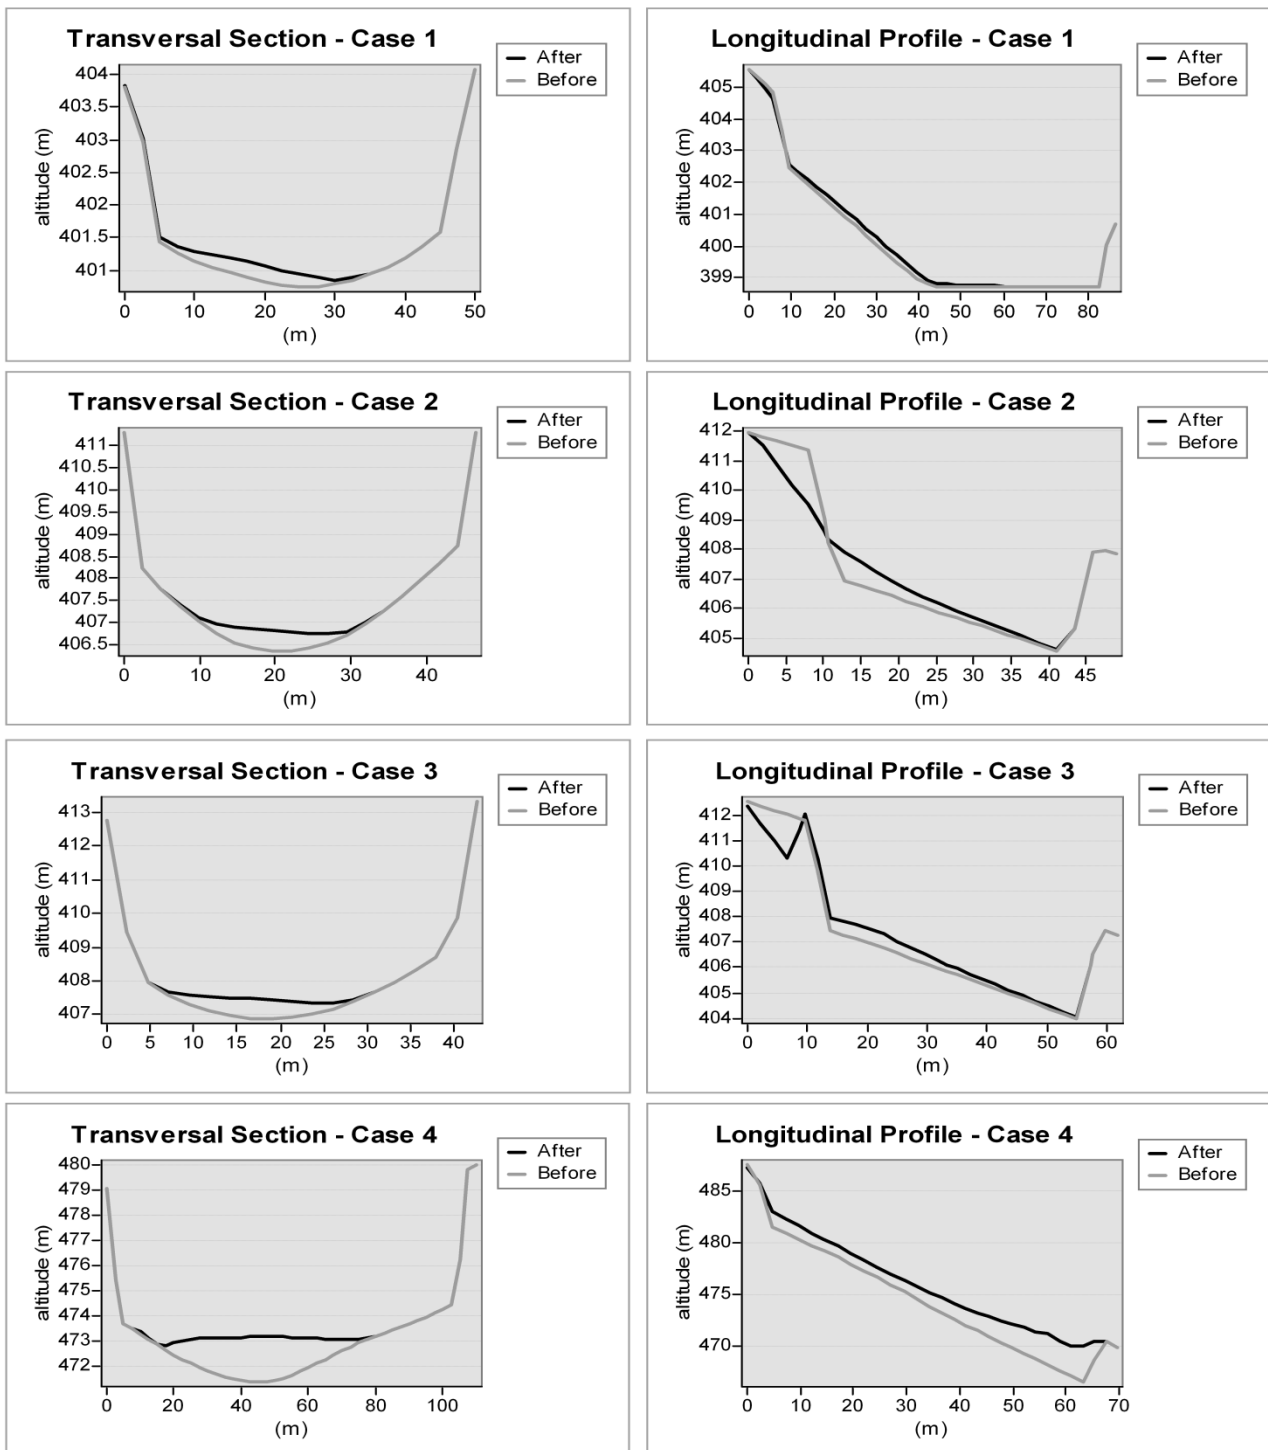 Transversal Section - Case 1
After
Before
altitude (m)
404
403.5
403
402.5
402
401.5
401
0 10 20 30 40 50
(m)
Longitudinal Profile - Case 1
After
Before
altitude (m)
405
404
403
402
401
400
399
0 10 20 30 40 50 60 70 80
(m)
Transversal Section - Case 2
After
Before
altitude (m)
411
410.5
410
409.5
409
408.5
408
407.5
407
406.5
0 10 20 30 40
(m)
Longitudinal Profile - Case 2
After
Before
altitude (m)
412
411
410
409
408
407
406
405
0 5 10 15 20 25 30 35 40 45
(m)
Transversal Section - Case 3
After
Before
altitude (m)
413
412
411
410
409
408
407
0 5 10 15 20 25 30 35 40
(m)
Longitudinal Profile - Case 3
After
Before
altitude (m)
412
411
410
409
408
407
406
405
404
0 10 20 30 40 50 60
(m)
Transversal Section - Case 4
After
Before
altitude (m)
480
479
478
477
476
475
474
473
472
0 20 40 60 80 100
(m)
Longitudinal Profile - Case 4
After
Before
altitude (m)
485
480
475
470
0 10 20 30 40 50 60 70
(m)